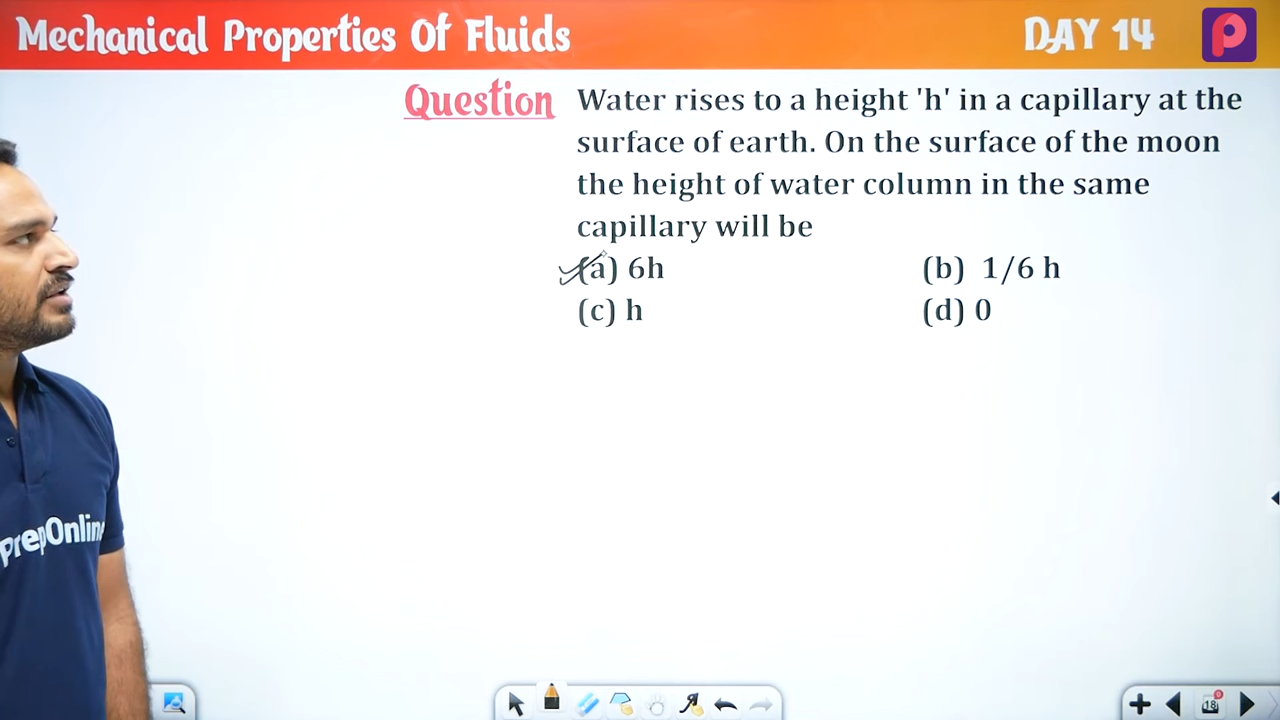 Mechanical Properties Of Fluids
DAY 14
Question
Water rises to a height 'h' in a capillary at the
surface of earth. On the surface of the moon
the height of water column in the same
capillary will be
(a) 6h
(b) 1/6 h
(c) h
(d) 0
PrepOnline
18